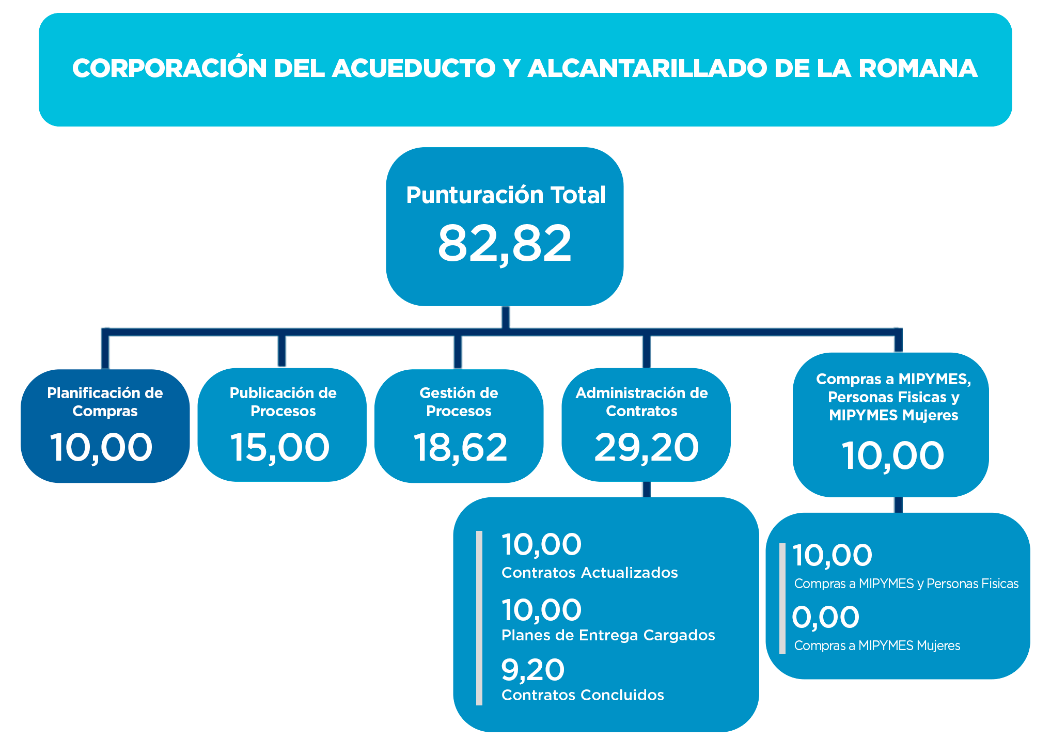 CORPORACIÓN DEL ACUEDUCTO Y ALCANTARILLADO DE LA ROMANA
Punturación Total
82,82
Planificación de
Compras
10,00
Publicación de
Procesos
15,00
Gestión de
Procesos
18,62
Administración de
Contratos
29,20
Compras a MIPYMES,
Personas Fisicas y
MIPYMES Mujeres
10,00
10,00
Contratos Actualizados
10,00
Planes de Entrega Cargados
9,20
Contratos Concluidos
10,00
Compras a MIPYMES y Personas Fisicas
0,00
Compras a MIPYMES Mujeres